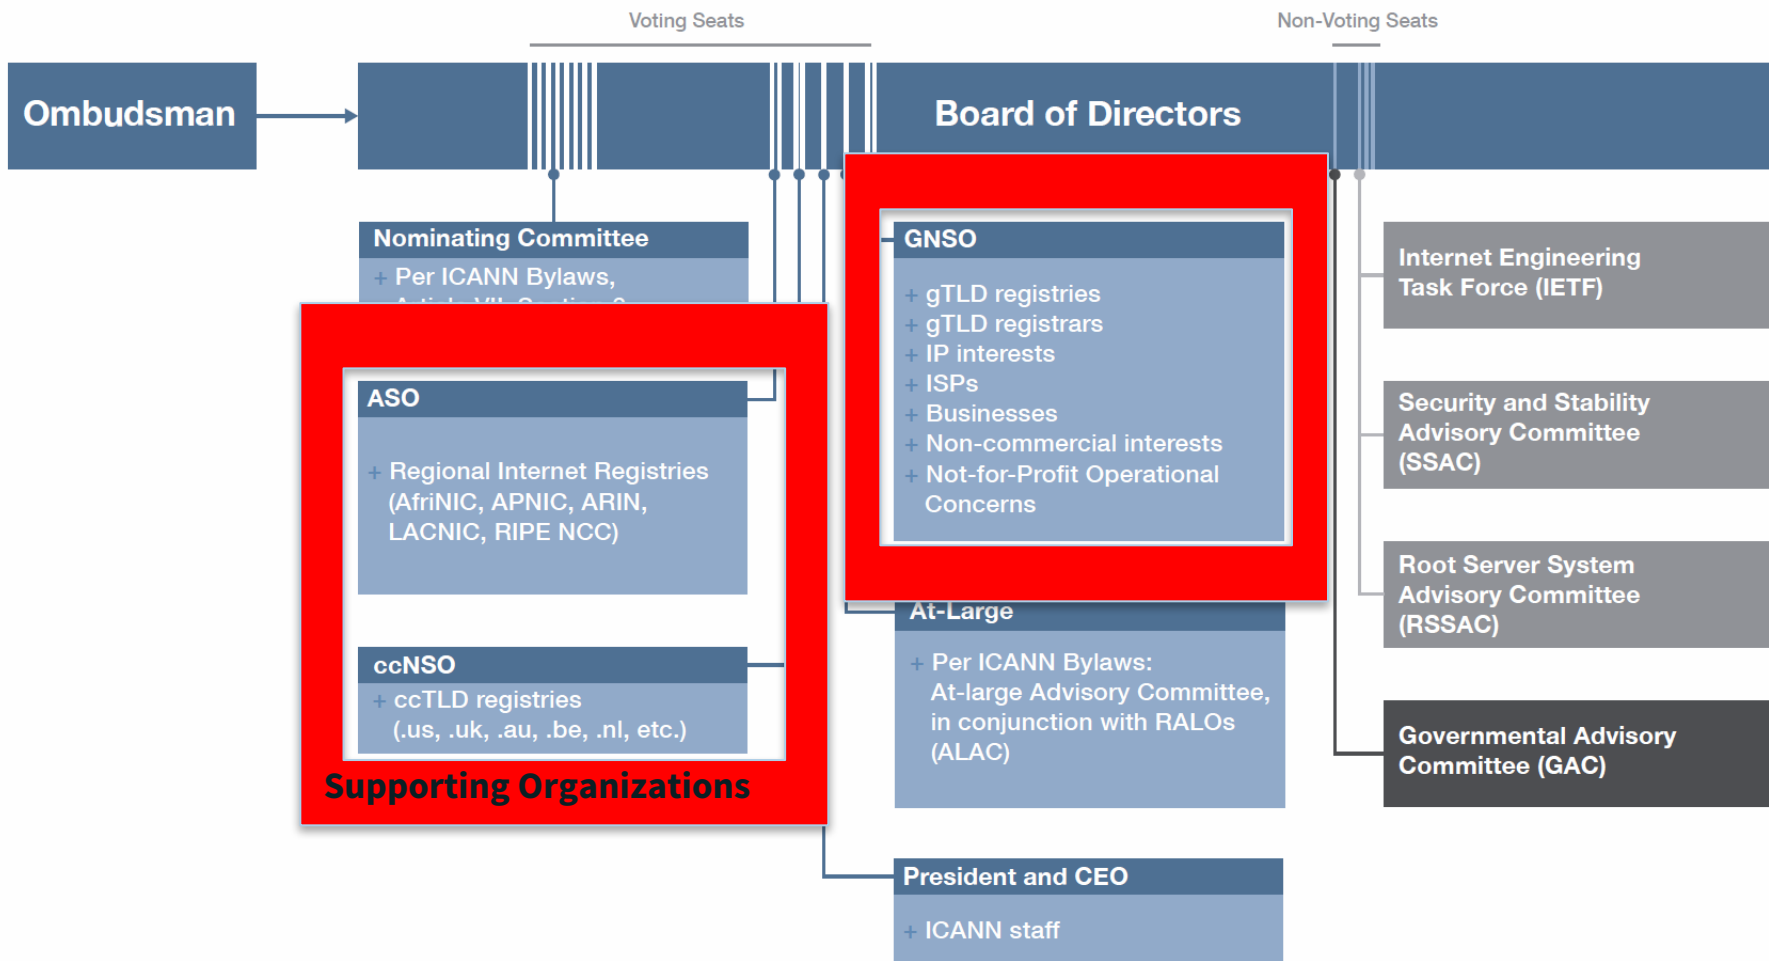 Voting Seats
Non-Voting Seats
Ombudsman
Board of Directors
Nominating Committee
+ Per ICANN Bylaws,
ASO
+ Regional Internet Registries
(AfriNIC, APNIC, ARIN,
LACNIC, RIPE NCC)
ccNSO
+ ccTLD registries
(.us, .uk, .au, .be, .nl, etc.)
Supporting Organizations
GNSO
+ gTLD registries
+ gTLD registrars
+ IP interests
+ ISPs
+ Businesses
+ Non-commercial interests
+ Not-for-Profit Operational
Concerns
At-Large
+ Per ICANN Bylaws:
At-large Advisory Committee,
in conjunction with RALOs
(ALAC)
President and CEO
+ ICANN staff
Internet Engineering
Task Force (IETF)
Security and Stability
Advisory Committee
(SSAC)
Root Server System
Advisory Committee
(RSSAC)
Governmental Advisory
Committee (GAC)